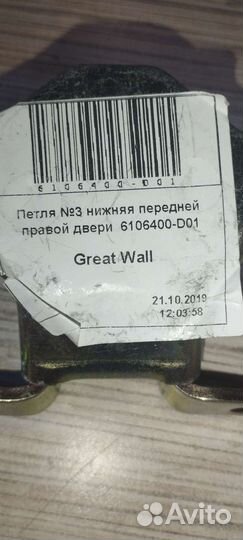 6106400-D01
Петля №3 нижняя передней
правой двери 6106400-D01
Great Wall
21.10.2019
12:03:58
Avito